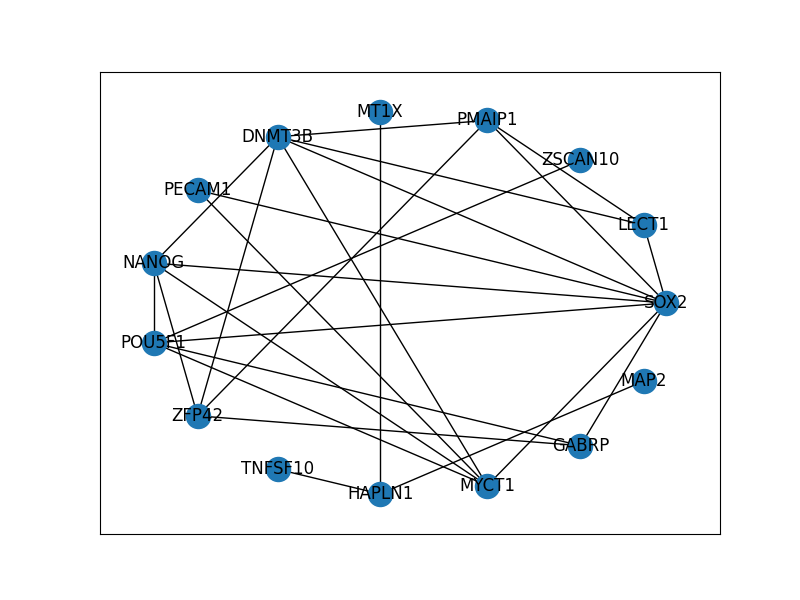 MT1X
PMAIP1
DNMT3B
ZSCAN10
PECAM1
LECT1
NANOG
SOX2
POU5F1
MAP2
ZFP42
GABRP
TNFSF10
MYCT1
HAPLN1